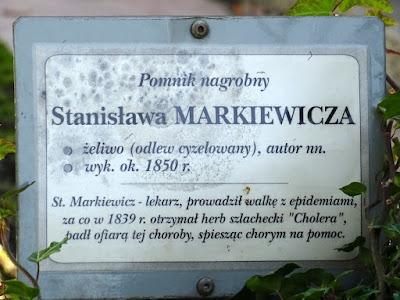 Pomnik nagrobny
Stanisława MARKIEWICZA
żeliwo (odlew cyzelowany), autor nn.
wyk. ok. 1850 r.
St. Markiewicz - lekarz, prowadził walkę z epidemiami,
za co w 1839 r. otrzymał herb szlachecki "Cholera",
padł ofiarą tej choroby, spiesząc chorym na pomoc.